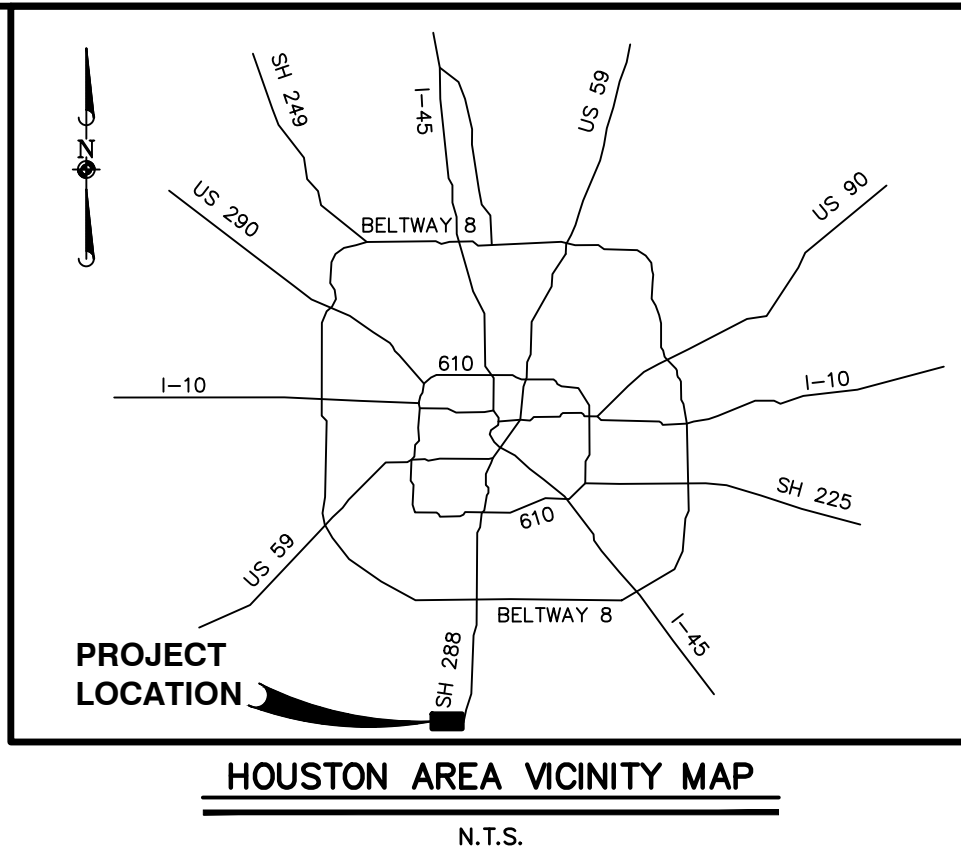 SH 249
I-45
US 59
N
US 290
US 90
BELTWAY 8
610
I-10
I-10
SH 225
610
US 59
BELTWAY 8
I-45
SH 288
PROJECT
LOCATION
HOUSTON AREA VICINITY MAP
N.T.S.